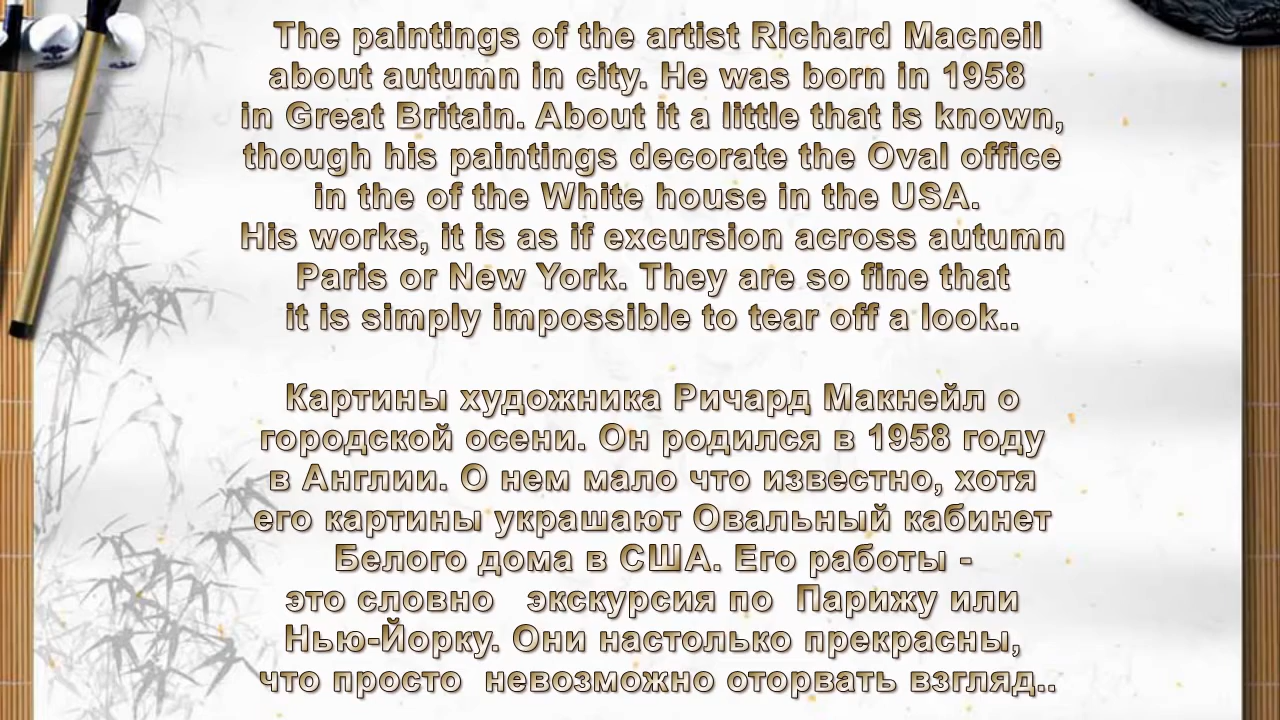 The paintings of the artist Richard Macneil
about autumn in city. He was born in 1958
in Great Britain. About it a little that is known,
though his paintings decorate the Oval office
in the of the White house in the USA.
His works, it is as if excursion across autumn
Paris or New York. They are so fine that
it is simply impossible to tear off a look..
Картины художника Ричард Макнейл о
городской осени. Он родился в 1958 году
в Англии. О нем мало что известно, хотя
его картины украшают Овальный кабинет
Белого дома в США. Его работы -
это словно экскурсия по Парижу или
Нью-Йорку. Они настолько прекрасны,
что просто невозможно оторвать взгляд..